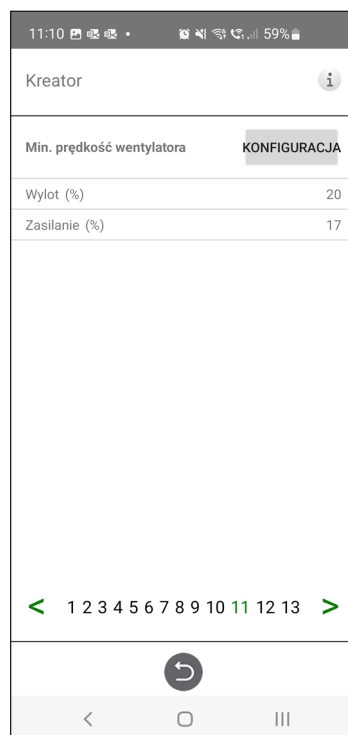 11:10 59%
Kreator i
Min. prędkość wentylatora KONFIGURACJA
Wylot (%) 20
Zasilanie (%) 17
< 1 2 3 4 5 6 7 8 9 10 11 12 13 >